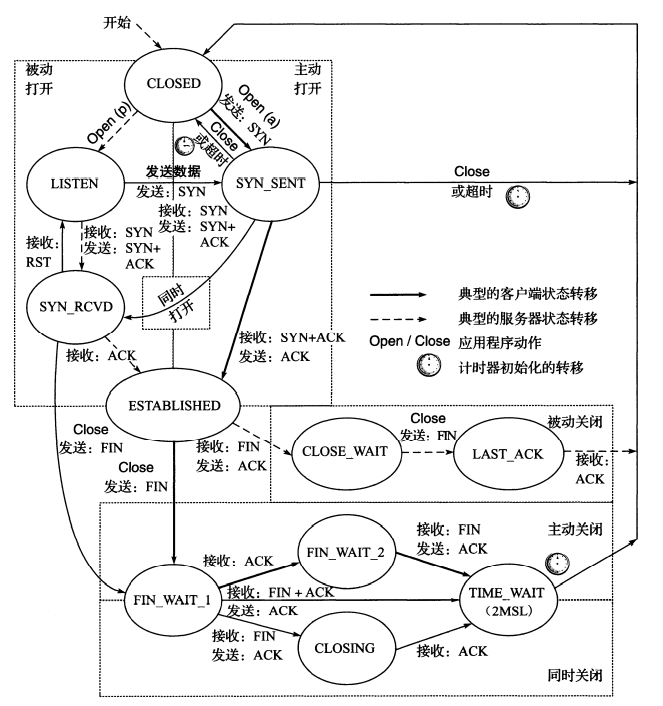 开始
被动
打开
主动
打开
CLOSED
Open (p)
Open (a)
发送：SYN
Close
或超时
LISTEN
发送数据
发送：SYN
SYN_SENT
Close
或超时
接收：SYN
发送：SYN+
ACK
接收：
RST
接收：SYN
发送：SYN+
ACK
SYN_RCVD
同时
打开
典型的客户端状态转移
典型的服务器状态转移
Open / Close 应用程序动作
计时器初始化的转移
接收：SYN+ACK
发送：ACK
接收：ACK
ESTABLISHED
Close
发送：FIN
接收：FIN
发送：ACK
Close
发送：FIN
CLOSE_WAIT
Close
发送：FIN
LAST_ACK
被动关闭
接收：
ACK
主动关闭
FIN_WAIT_1
接收：ACK
FIN_WAIT_2
接收：FIN
发送：ACK
接收：FIN + ACK
发送：ACK
TIME_WAIT
（2MSL）
接收：FIN
发送：ACK
CLOSING
接收：ACK
同时关闭